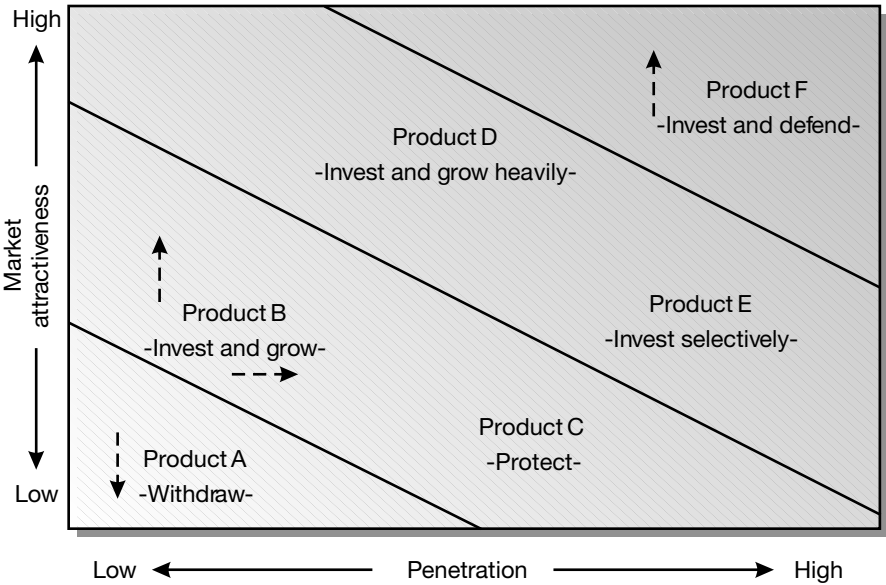 High
Product F
-Invest and defend-
Product D
-Invest and grow heavily-
Market
attractiveness
Product B
-Invest and grow-
Product E
-Invest selectively-
Product C
-Protect-
Product A
-Withdraw-
Low
Low
Penetration
High